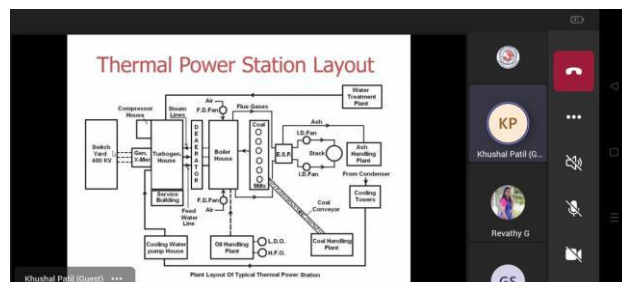 Thermal Power Station Layout
Water
Treatment
Plant
Compressor
House
Steam
Lines
Air
F.D.Fan
Flue Gases
Ash
Switch
Yard
400 KV
Gen.
X-Mer
Turbogen.
House
DEAERATOR
Boiler
House
Coal
Mills
E.S.P.
I.D.Fan
Stack
I.D.Fan
Ash
Handling
Plant
From Condenser
Cooling
Towers
Service
Building
Feed
Water
Line
F.D.Fan
Air
Coal
Conveyor
Cooling Water
pump House
Oil Handling
Plant
L.D.O.
H.F.O.
Coal Handling
Plant
Plant Layout Of Typical Thermal Power Station
Khushal Patil (Guest)
KP
Khushal Patil (G...
Revathy G
GS